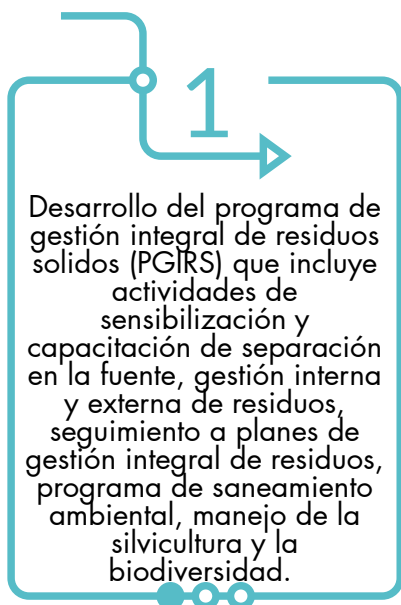 1
Desarrollo del programa de
gestión integral de residuos
solidos (PGIRS) que incluye
actividades de
sensibilización y
capacitación de separación
en la fuente, gestión interna
y externa de residuos,
seguimiento a planes de
gestión integral de residuos,
programa de saneamiento
ambiental, manejo de la
silvicultura y la
biodiversidad.